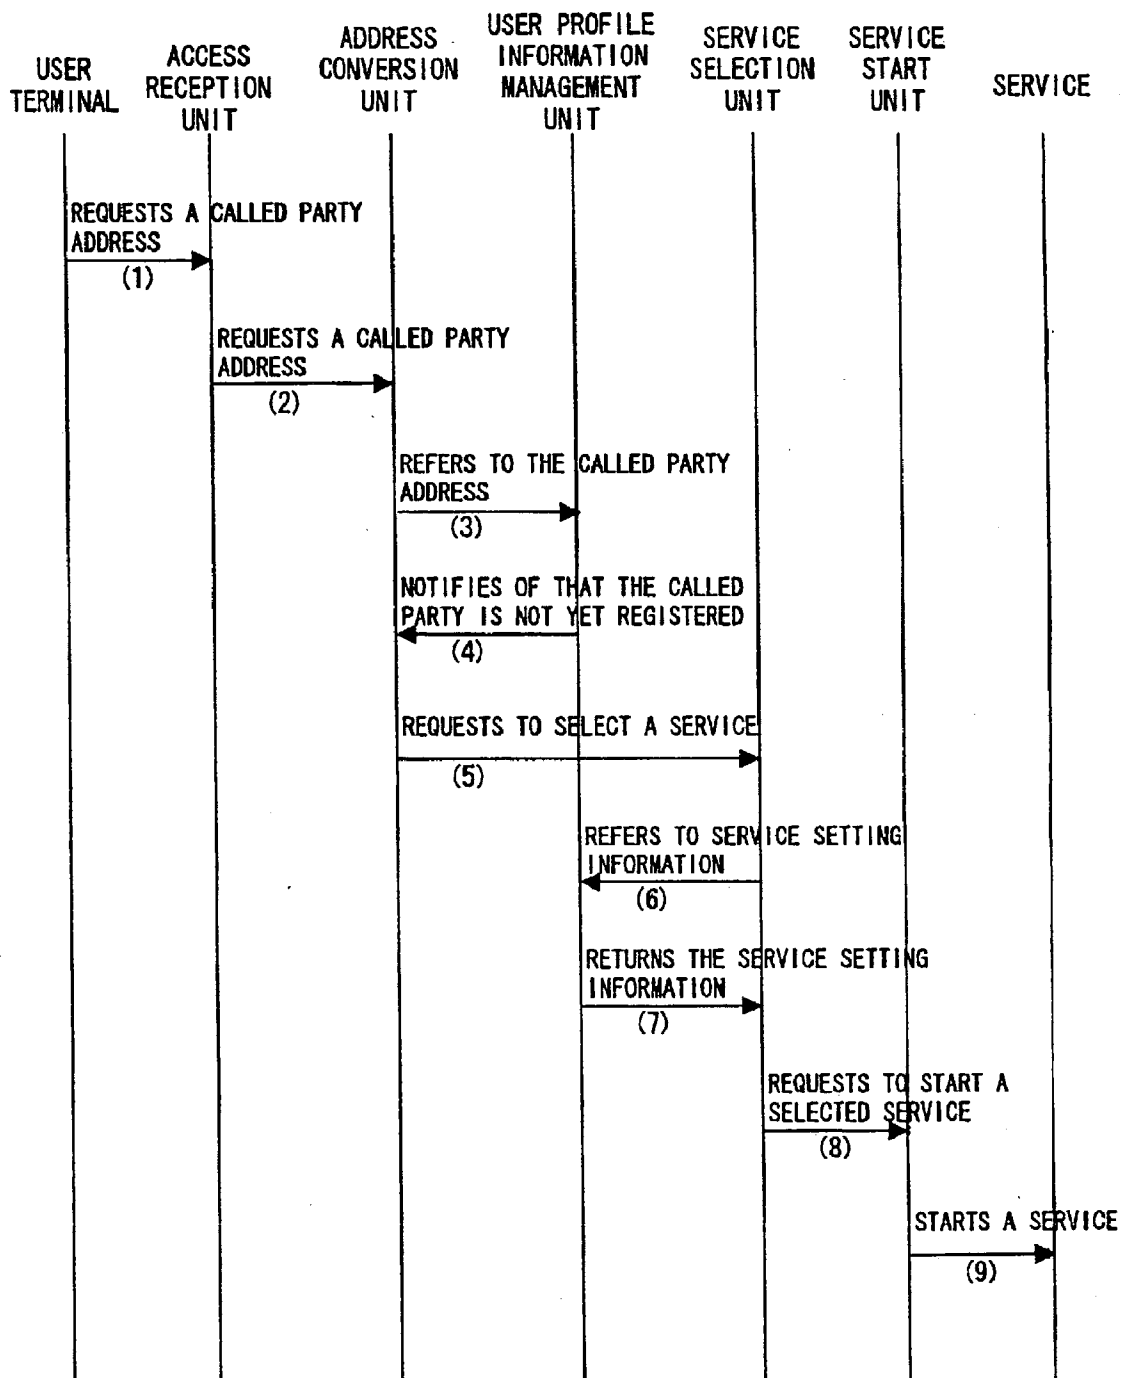 USER
TERMINAL
ACCESS
RECEPTION
UNIT
ADDRESS
CONVERSION
UNIT
USER PROFILE
INFORMATION
MANAGEMENT
UNIT
SERVICE
SELECTION
UNIT
SERVICE
START
UNIT
SERVICE
REQUESTS A CALLED PARTY
ADDRESS
(1)
REQUESTS A CALLED PARTY
ADDRESS
(2)
REFERS TO THE CALLED PARTY
ADDRESS
(3)
NOTIFIES OF THAT THE CALLED
PARTY IS NOT YET REGISTERED
(4)
REQUESTS TO SELECT A SERVICE
(5)
REFERS TO SERVICE SETTING
INFORMATION
(6)
RETURNS THE SERVICE SETTING
INFORMATION
(7)
REQUESTS TO START A
SELECTED SERVICE
(8)
STARTS A SERVICE
(9)